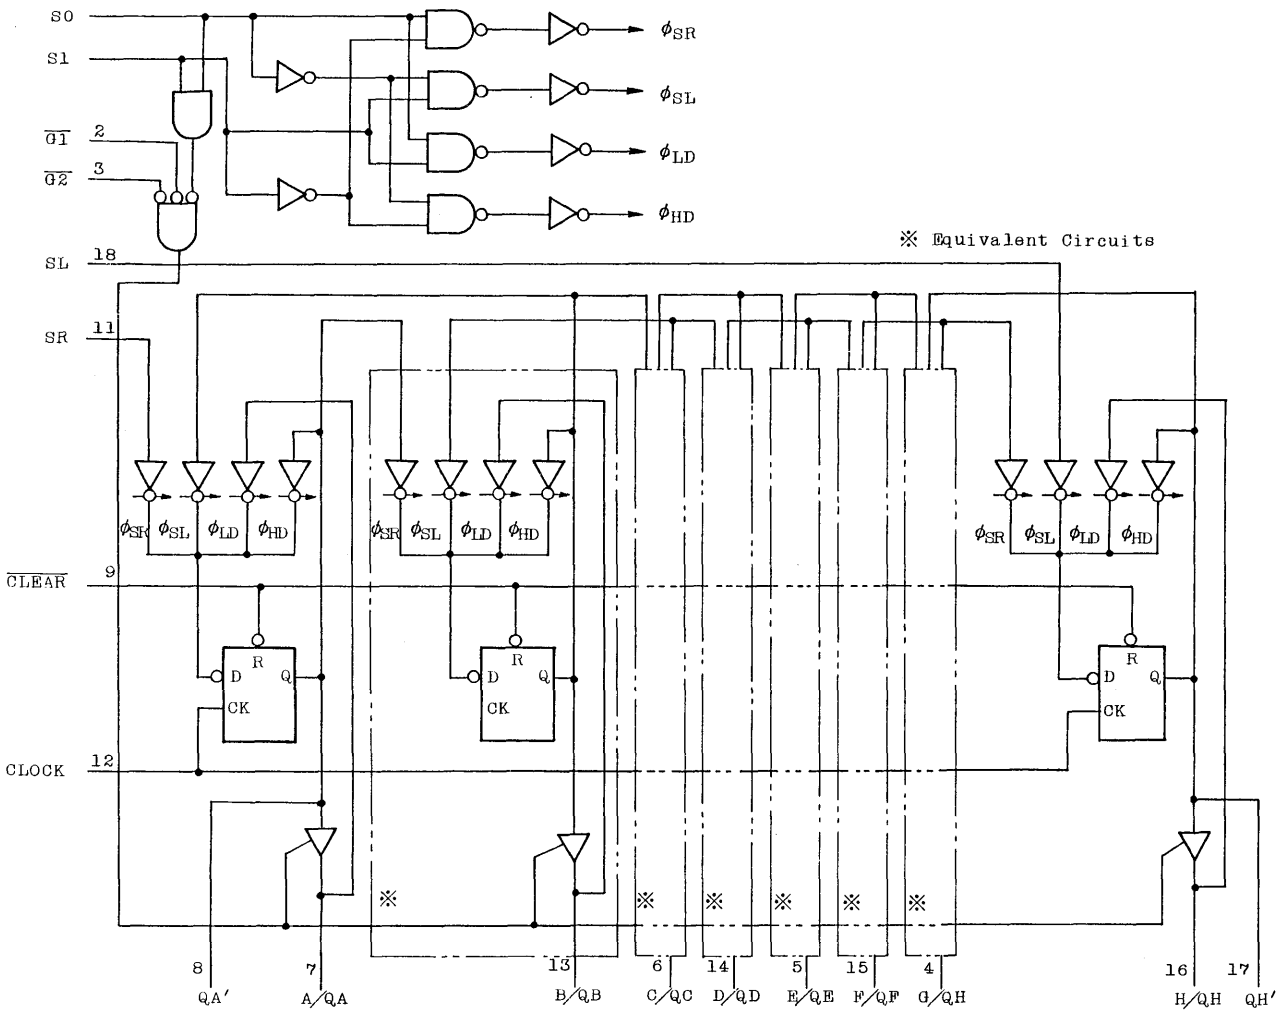 S0
ϕSR
S1
ϕSL
G1 2
ϕLD
G2 3
ϕHD
※ Equivalent Circuits
SL 18
SR 11
ϕSR ϕSL ϕLD ϕHD ϕSR ϕSL ϕLD ϕHD ϕSR ϕSL ϕLD ϕHD
CLEAR 9
R R R
D Q D Q D Q
CK CK CK
CLOCK 12
※ ※ ※ ※ ※ ※
8 7 13 6 14 5 15 4 16 17
QA' A/QA B/QB C/QC D/QD E/QE F/QF G/QH H/QH QH'